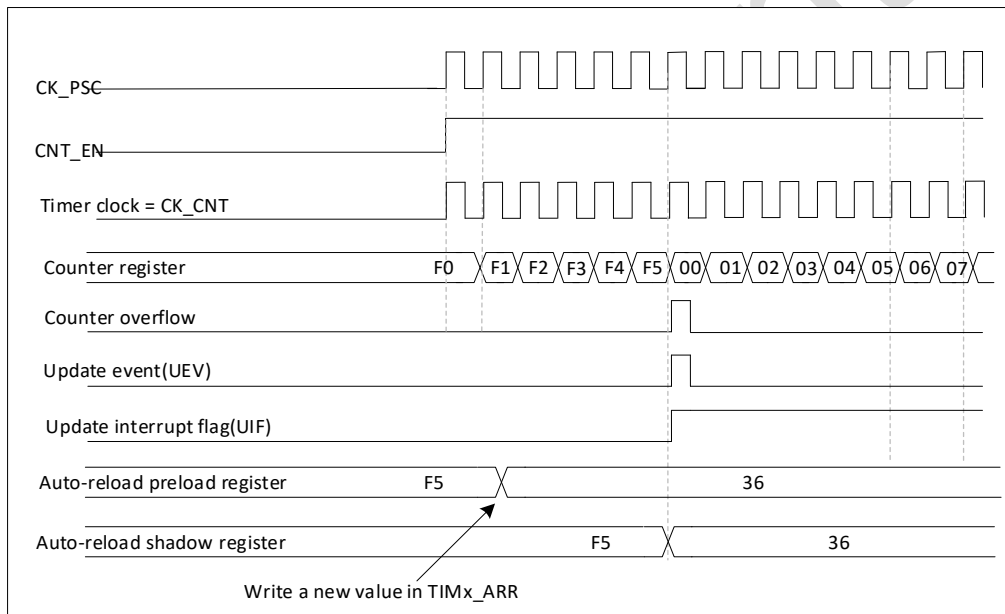 CK_PSC
CNT_EN
Timer clock = CK_CNT
Counter register F0 F1 F2 F3 F4 F5 00 01 02 03 04 05 06 07
Counter overflow
Update event(UEV)
Update interrupt flag(UIF)
Auto-reload preload register F5 36
Auto-reload shadow register F5 36
Write a new value in TIMx_ARR